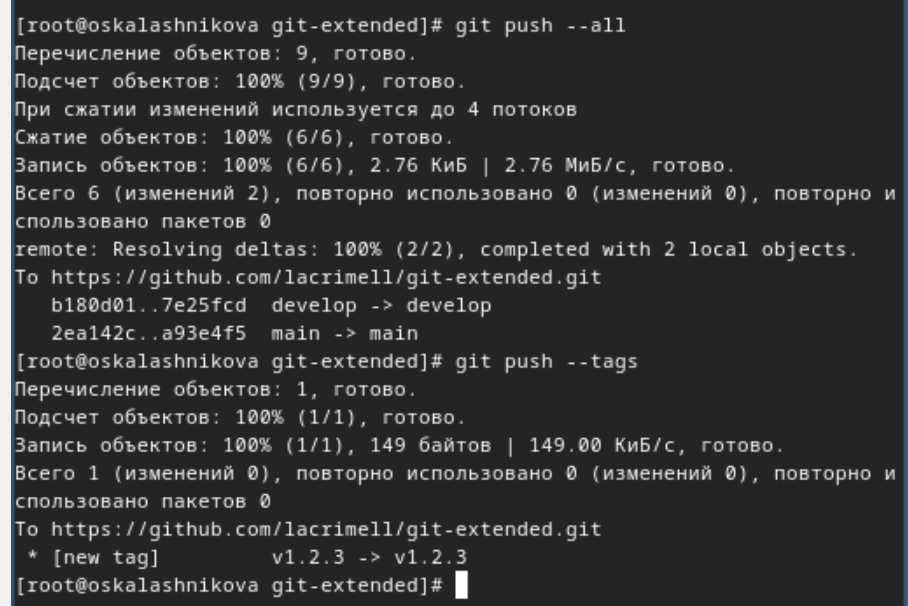 [root@oskalashnikova git-extended]# git push --all
Перечисление объектов: 9, готово.
Подсчет объектов: 100% (9/9), готово.
При сжатии изменений используется до 4 потоков
Сжатие объектов: 100% (6/6), готово.
Запись объектов: 100% (6/6), 2.76 КиБ | 2.76 МиБ/с, готово.
Всего 6 (изменений 2), повторно использовано 0 (изменений 0), повторно и
спользовано пакетов 0
remote: Resolving deltas: 100% (2/2), completed with 2 local objects.
To https://github.com/lacrimell/git-extended.git
   b180d01..7e25fcd  develop -> develop
   2ea142c..a93e4f5  main -> main
[root@oskalashnikova git-extended]# git push --tags
Перечисление объектов: 1, готово.
Подсчет объектов: 100% (1/1), готово.
Запись объектов: 100% (1/1), 149 байтов | 149.00 КиБ/с, готово.
Всего 1 (изменений 0), повторно использовано 0 (изменений 0), повторно и
спользовано пакетов 0
To https://github.com/lacrimell/git-extended.git
 * [new tag]         v1.2.3 -> v1.2.3
[root@oskalashnikova git-extended]#